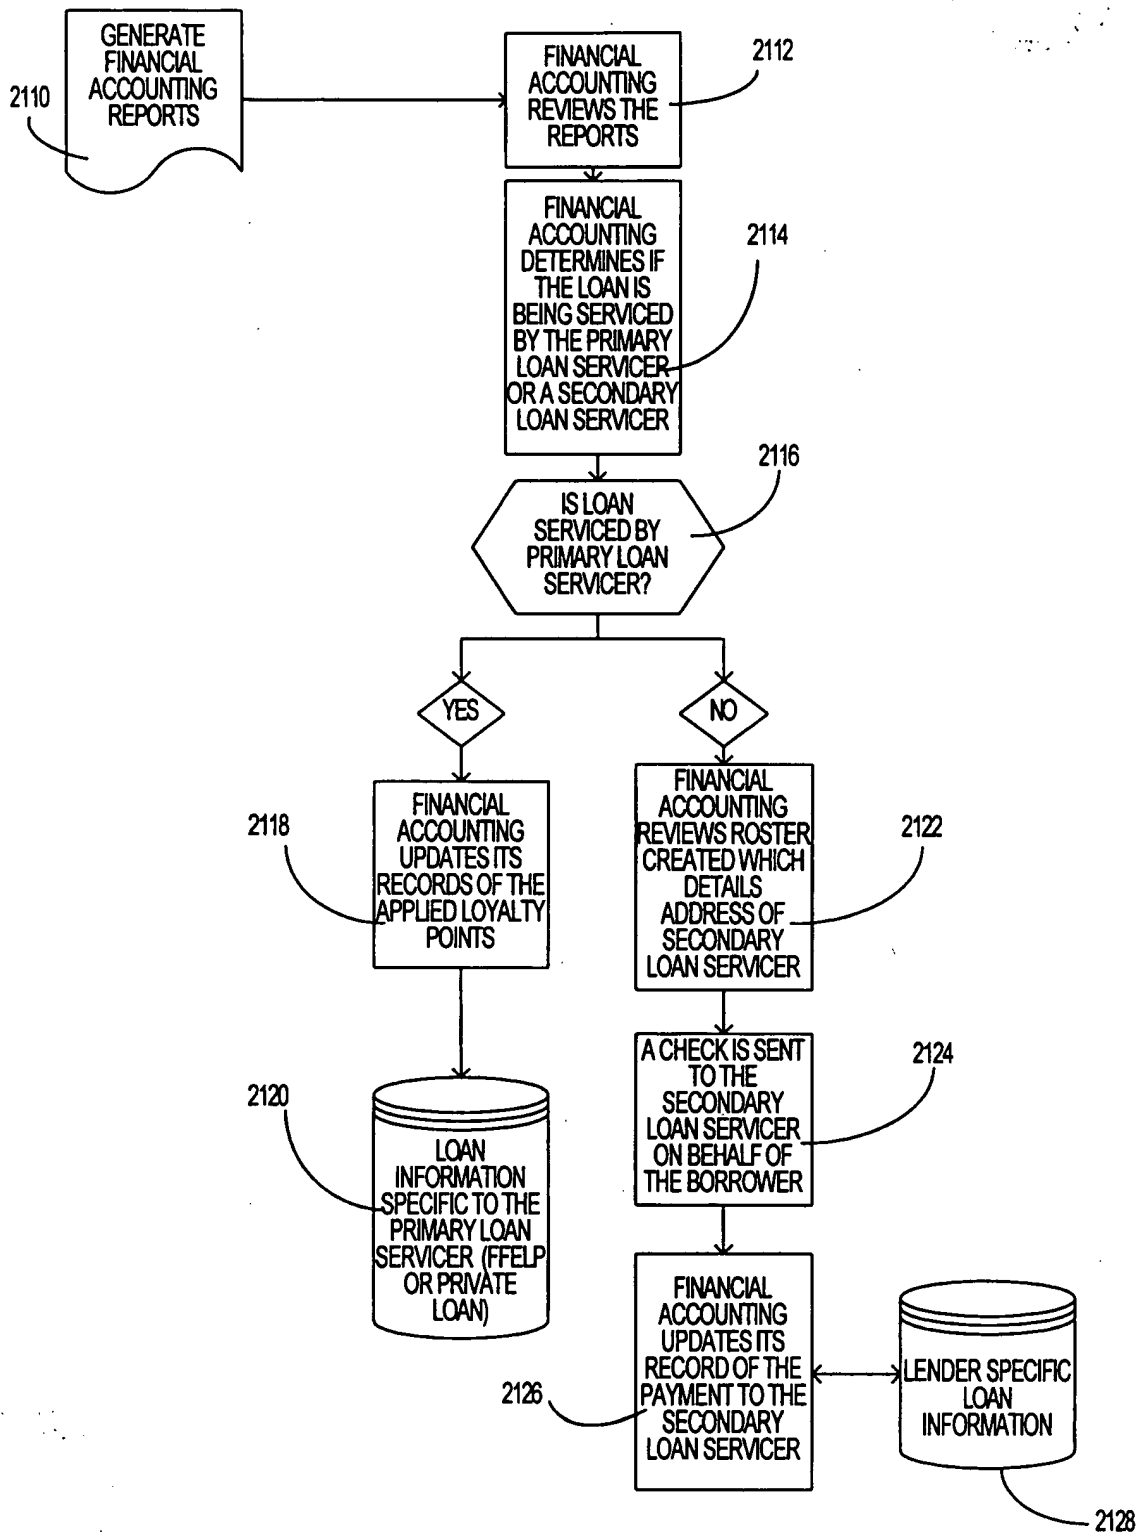 GENERATE
FINANCIAL
ACCOUNTING
REPORTS
2110
FINANCIAL
ACCOUNTING
REVIEWS THE
REPORTS
2112
FINANCIAL
ACCOUNTING
DETERMINES IF
THE LOAN IS
BEING SERVICED
BY THE PRIMARY
LOAN SERVICER
OR A SECONDARY
LOAN SERVICER
2114
IS LOAN
SERVICED BY
PRIMARY LOAN
SERVICER?
2116
YES
NO
FINANCIAL
ACCOUNTING
UPDATES ITS
RECORDS OF THE
APPLIED LOYALTY
POINTS
2118
FINANCIAL
ACCOUNTING
REVIEWS ROSTER
CREATED WHICH
DETAILS
ADDRESS OF
SECONDARY
LOAN SERVICER
2122
LOAN
INFORMATION
SPECIFIC TO THE
PRIMARY LOAN
SERVICER (FFELP
OR PRIVATE
LOAN)
2120
A CHECK IS SENT
TO THE
SECONDARY
LOAN SERVICER
ON BEHALF OF
THE BORROWER
2124
FINANCIAL
ACCOUNTING
UPDATES ITS
RECORD OF THE
PAYMENT TO THE
SECONDARY
LOAN SERVICER
2126
LENDER SPECIFIC
LOAN
INFORMATION
2128